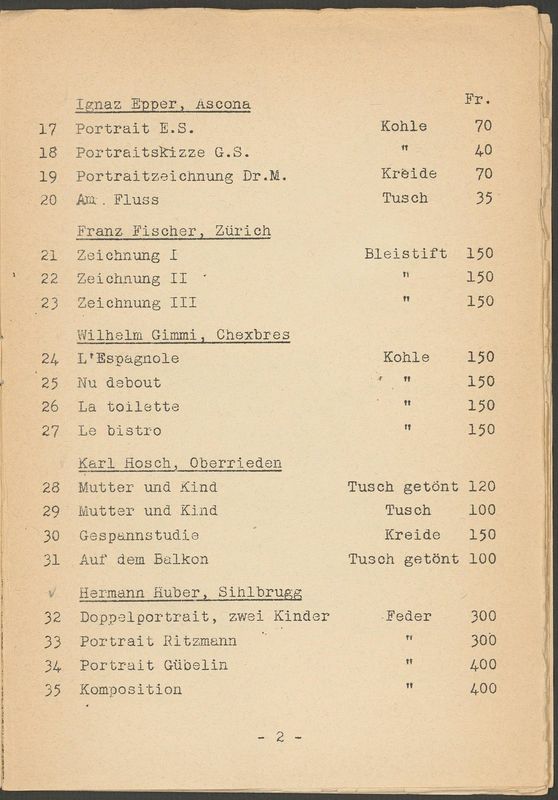 Ignaz Epper, Ascona Fr.
17 Portrait E.S. Kohle 70
18 Portraitskizze G.S. " 40
19 Portraitzeichnung Dr.M. Kreide 70
20 Am Fluss Tusch 35
Franz Fischer, Zürich
21 Zeichnung I Bleistift 150
22 Zeichnung II " 150
23 Zeichnung III " 150
Wilhelm Gimmi, Chexbres
24 L'Espagnole Kohle 150
25 Nu debout " 150
26 La toilette " 150
27 Le bistro " 150
Karl Hosch, Oberrieden
28 Mutter und Kind Tusch getönt 120
29 Mutter und Kind Tusch 100
30 Gespannstudie Kreide 150
31 Auf dem Balkon Tusch getönt 100
✓ Hermann Huber, Sihlbrugg
32 Doppelportrait, zwei Kinder Feder 300
33 Portrait Ritzmann " 300
34 Portrait Gübelin " 400
35 Komposition " 400
- 2 -